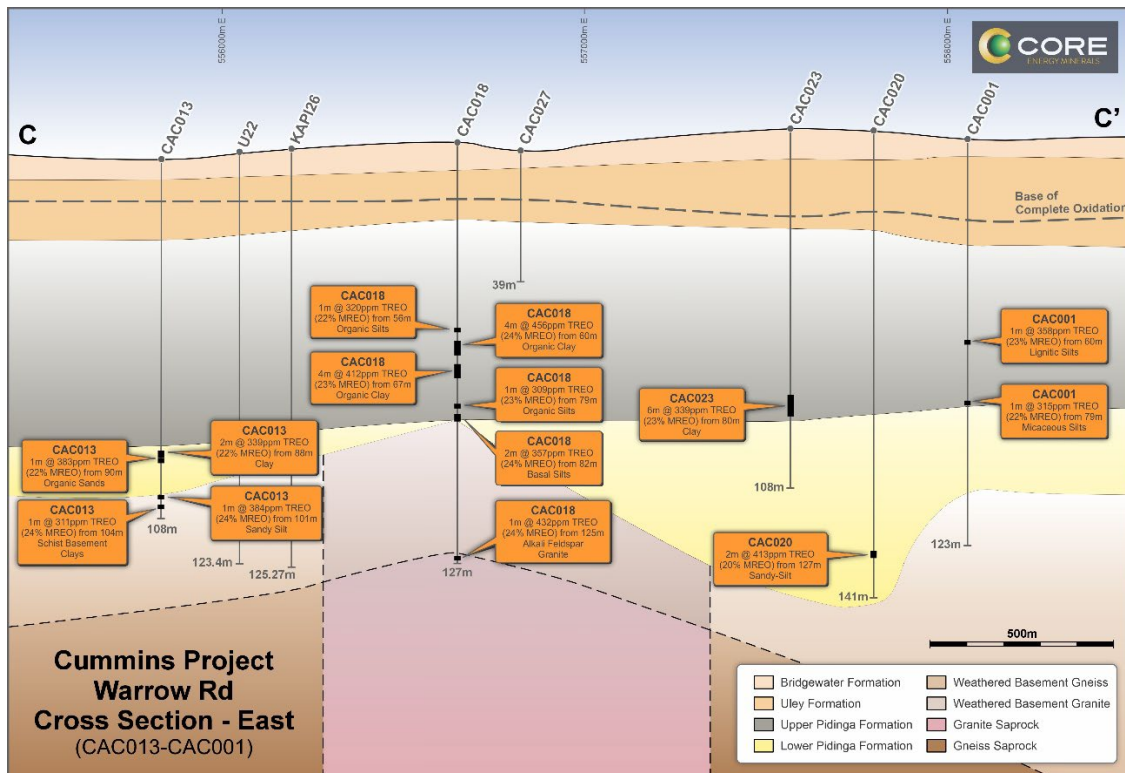 556000m E
557000m E
558000m E
CORE
ENERGY MINERALS
C
C'
CAC013
U22
KAPI26
CAC018
CAC027
CAC023
CAC020
CAC001
Base of
Complete Oxidation
39m
CAC018
1m @ 320ppm TREO
(22% MREO) from 56m
Organic Silts
CAC018
4m @ 456ppm TREO
(24% MREO) from 60m
Organic Clay
CAC018
4m @ 412ppm TREO
(23% MREO) from 67m
Organic Clay
CAC018
1m @ 309ppm TREO
(23% MREO) from 79m
Organic Silts
CAC018
2m @ 357ppm TREO
(24% MREO) from 82m
Basal Silts
CAC018
1m @ 432ppm TREO
(24% MREO) from 125m
Alkali Feldspar
Granite
127m
CAC001
1m @ 358ppm TREO
(23% MREO) from 60m
Lignitic Silts
CAC001
1m @ 315ppm TREO
(22% MREO) from 79m
Micaceous Silts
123m
CAC023
6m @ 339ppm TREO
(23% MREO) from 80m
Clay
108m
CAC020
2m @ 413ppm TREO
(20% MREO) from 127m
Sandy-Silt
141m
CAC013
1m @ 383ppm TREO
(22% MREO) from 90m
Organic Sands
CAC013
2m @ 339ppm TREO
(22% MREO) from 88m
Clay
CAC013
1m @ 311ppm TREO
(24% MREO) from 104m
Schist Basement
Clays
CAC013
1m @ 384ppm TREO
(24% MREO) from 101m
Sandy Silt
108m
123.4m
125.27m
500m
Cummins Project
Warrow Rd
Cross Section - East
(CAC013-CAC001)
Bridgewater Formation
Uley Formation
Upper Pidinga Formation
Lower Pidinga Formation
Weathered Basement Gneiss
Weathered Basement Granite
Granite Saprock
Gneiss Saprock